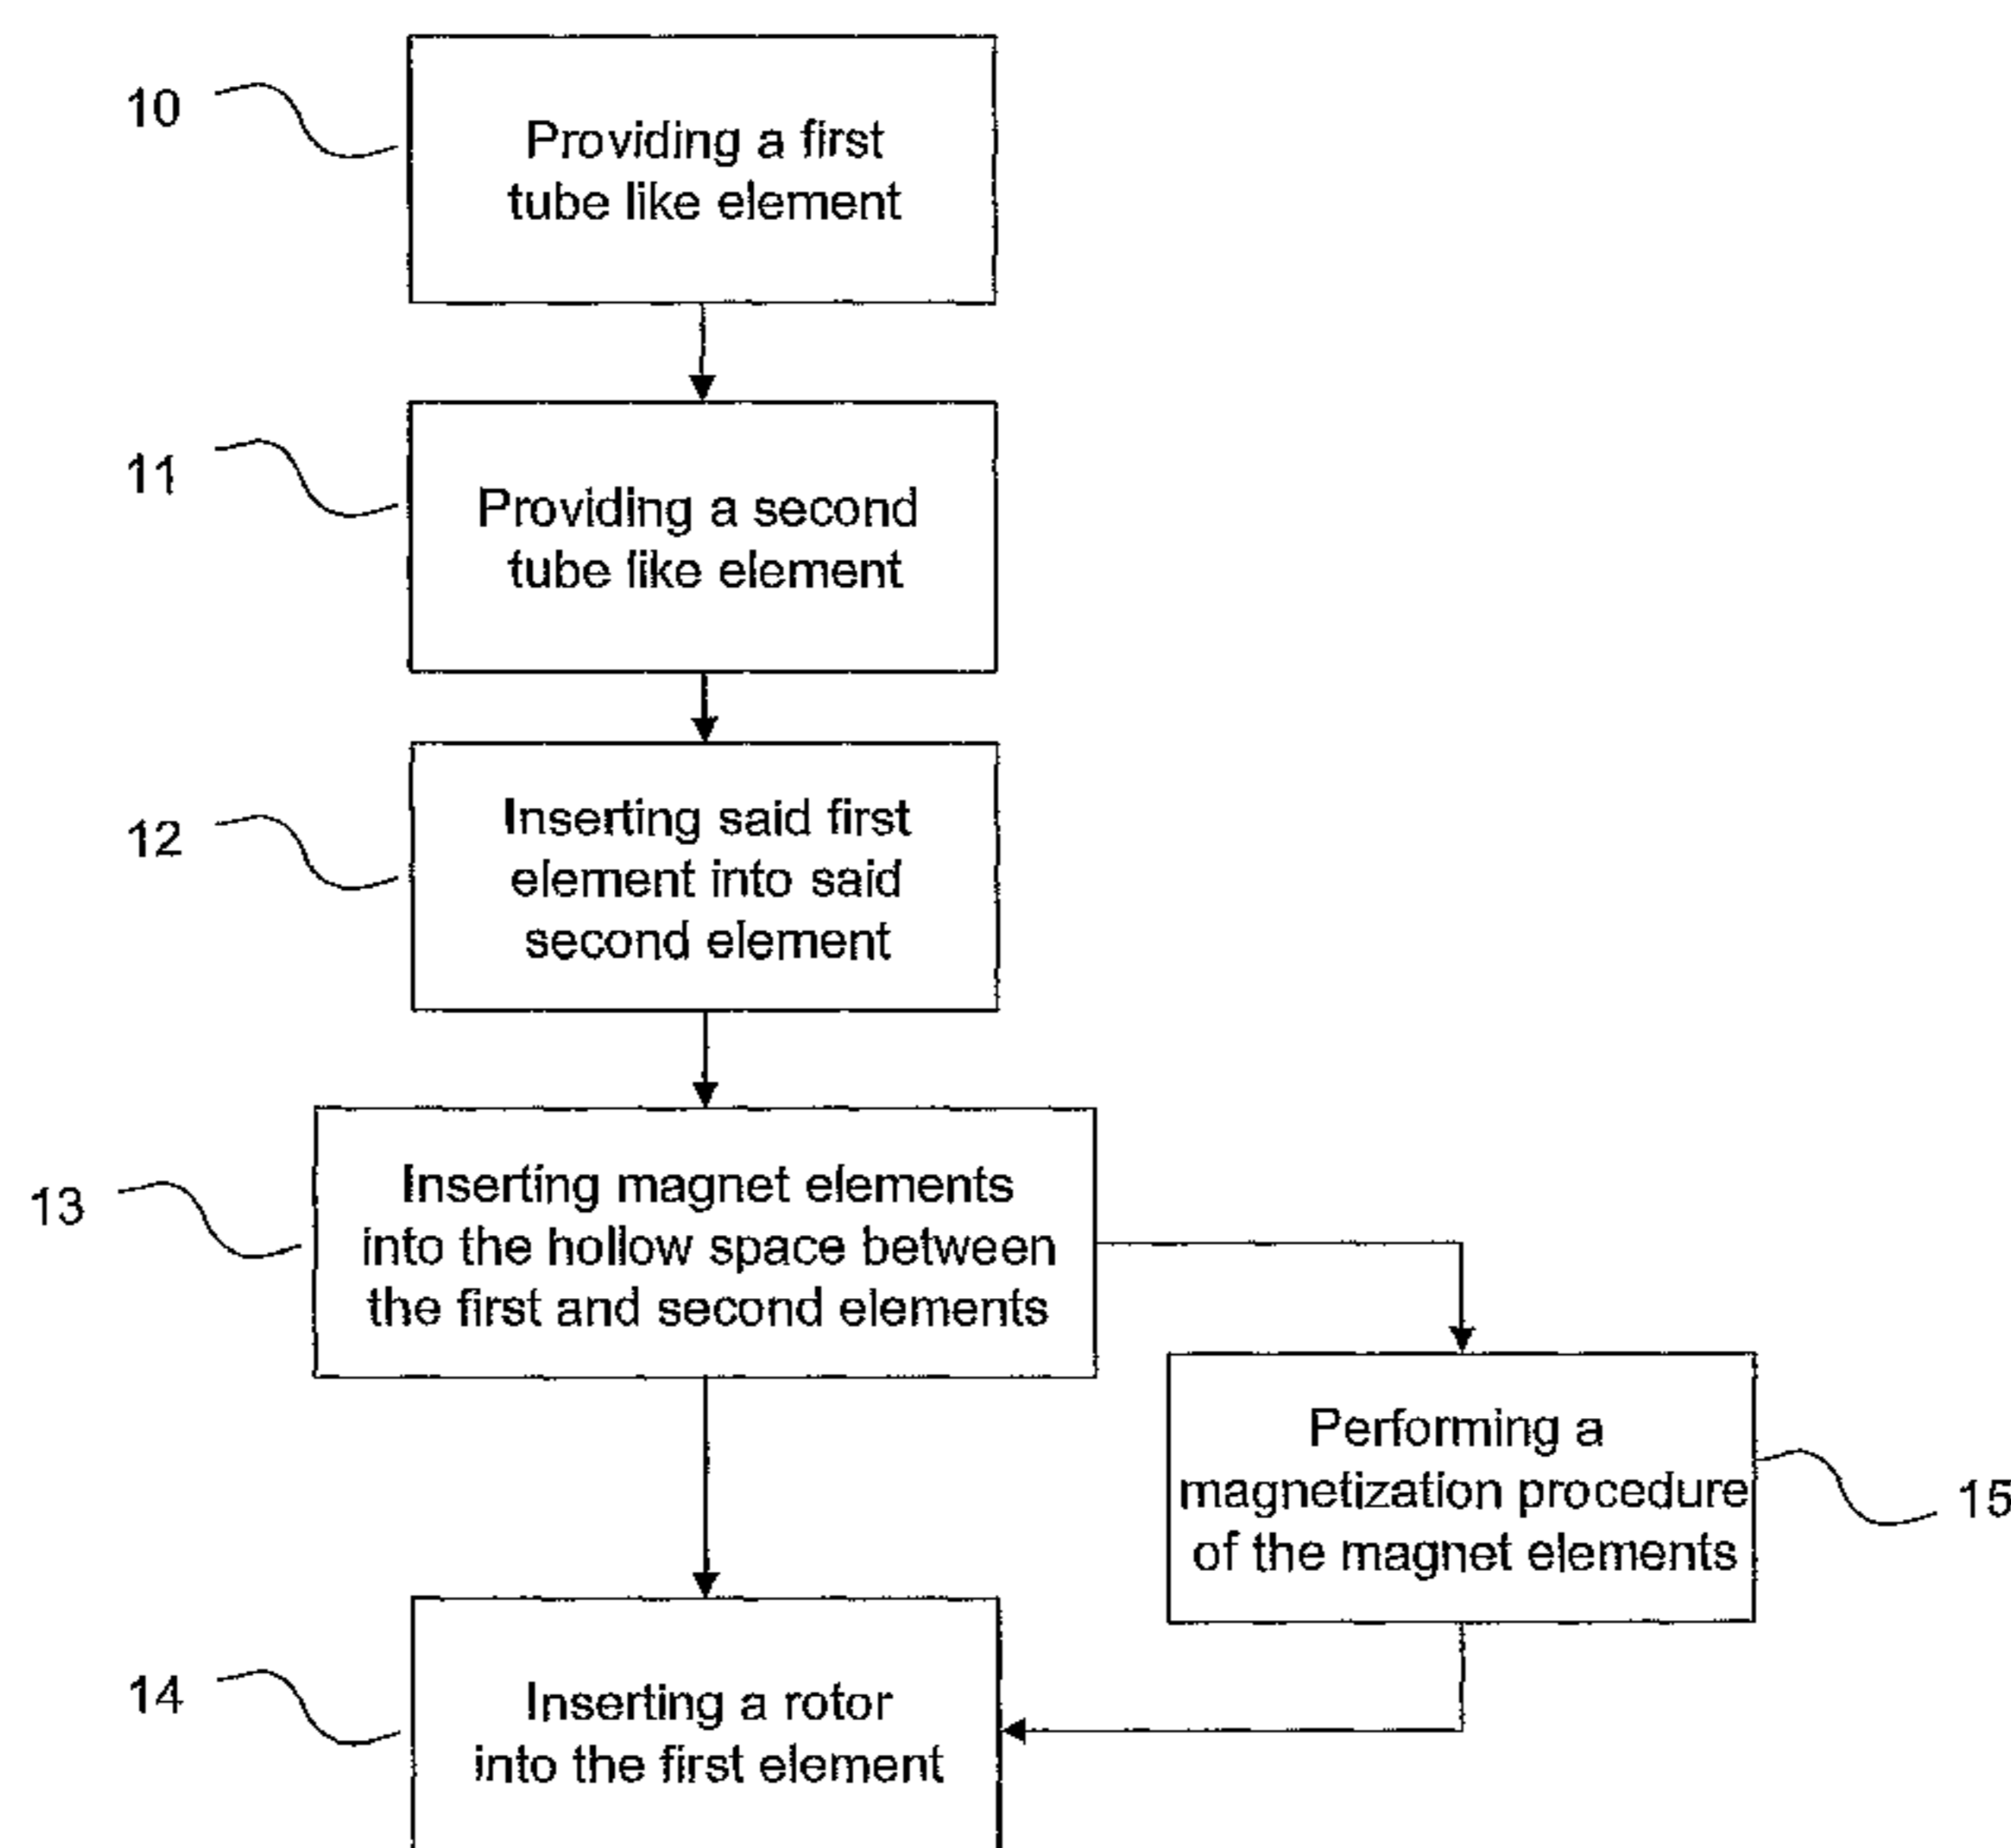 10
Providing a first
tube like element
11
Providing a second
tube like element
12
Inserting said first
element into said
second element
13
Inserting magnet elements
into the hollow space between
the first and second elements
Performing a
magnetization procedure
of the magnet elements
15
14
Inserting a rotor
into the first element